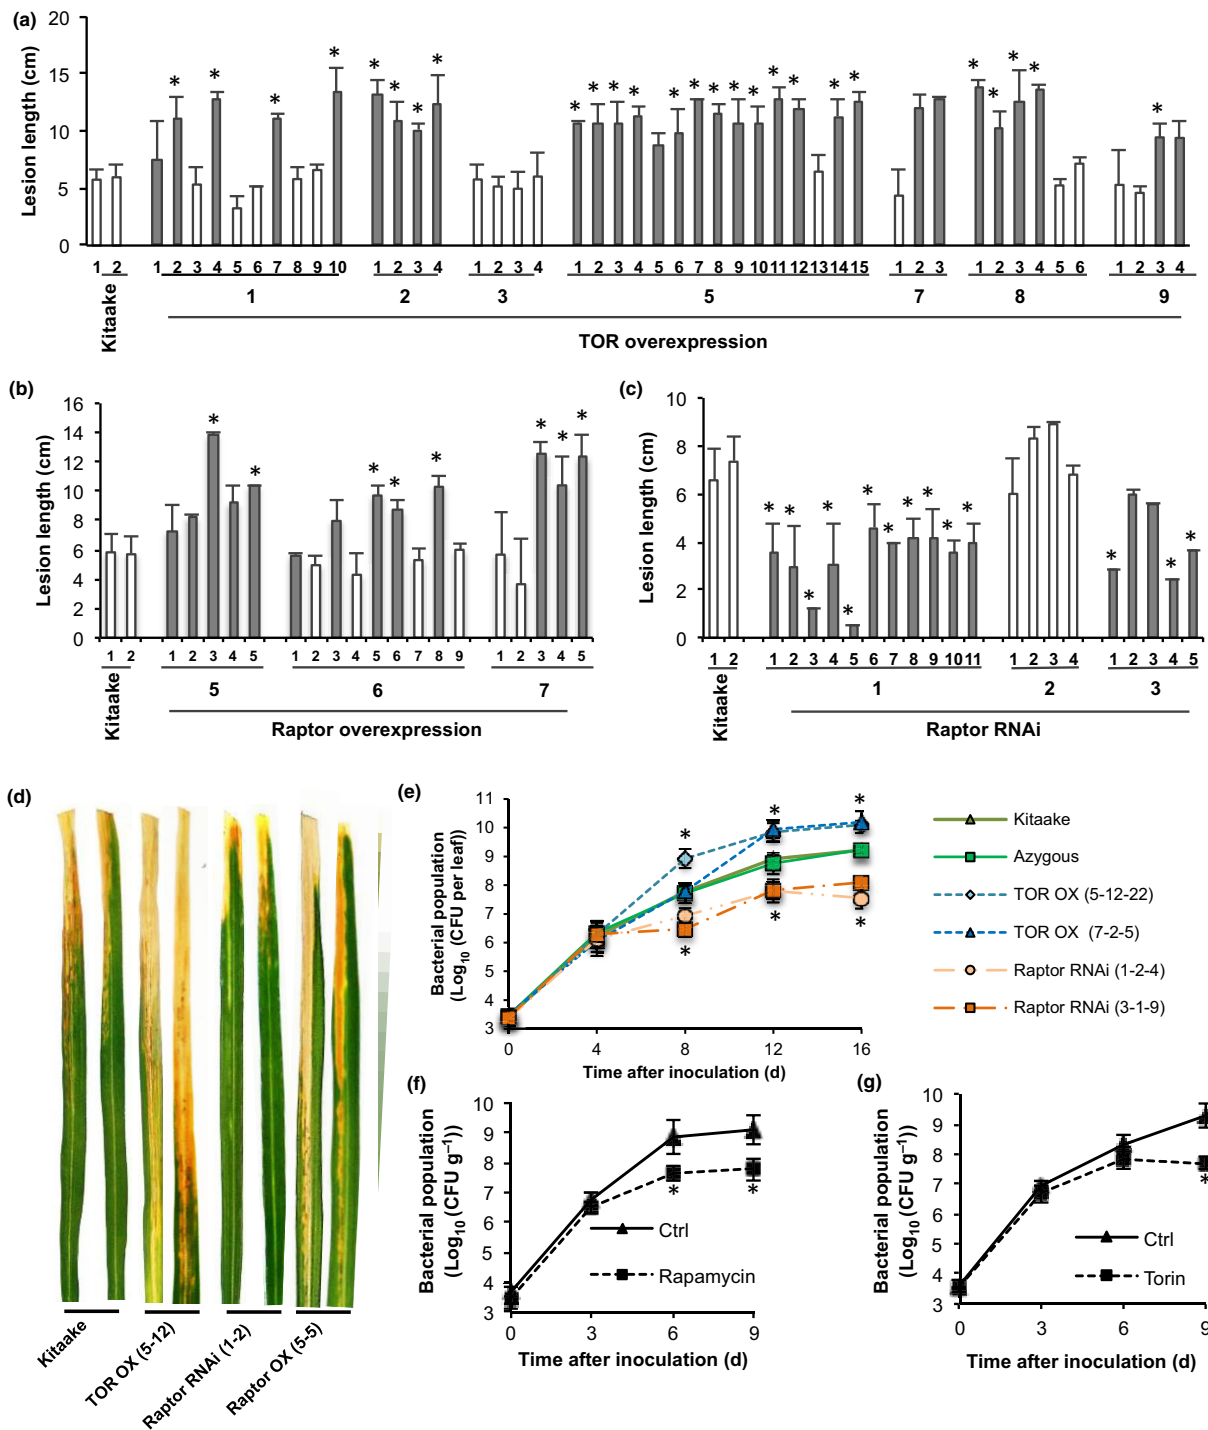 (a)
Lesion length (cm)
20
15
10
5
0
* * * * * * * * * * * * * * * * * * * * * * * * * *
1 2 1 2 3 4 5 6 7 8 9 10 1 2 3 4 1 2 3 4 1 2 3 4 5 6 7 8 9 10 11 12 13 14 15 1 2 3 1 2 3 4 5 6 1 2 3 4
Kitaake 1 2 3 5 7 8 9
TOR overexpression
(b)
Lesion length (cm)
16
14
12
10
8
6
4
2
0
* * * * * * * *
1 2 1 2 3 4 5 1 2 3 4 5 6 7 8 9 1 2 3 4 5
Kitaake 5 6 7
Raptor overexpression
(c)
Lesion length (cm)
10
8
6
4
2
0
* * * * * * * * * * * * * *
1 2 1 2 3 4 5 6 7 8 9 10 11 1 2 3 4 1 2 3 4 5
Kitaake 1 2 3
Raptor RNAi
(d)
Kitaake
TOR OX (5-12)
Raptor RNAi (1-2)
Raptor OX (5-5)
(e)
Bacterial population
(Log10 (CFU per leaf))
11
10
9
8
7
6
5
4
3
* * *
* * *
0 4 8 12 16
Time after inoculation (d)
Kitaake
Azygous
TOR OX (5-12-22)
TOR OX (7-2-5)
Raptor RNAi (1-2-4)
Raptor RNAi (3-1-9)
(f)
Bacterial population
(Log10 (CFU g⁻¹))
10
9
8
7
6
5
4
3
* *
Ctrl
Rapamycin
0 3 6 9
Time after inoculation (d)
(g)
Bacterial population
(Log10 (CFU g⁻¹))
10
9
8
7
6
5
4
3
*
Ctrl
Torin
0 3 6 9
Time after inoculation (d)